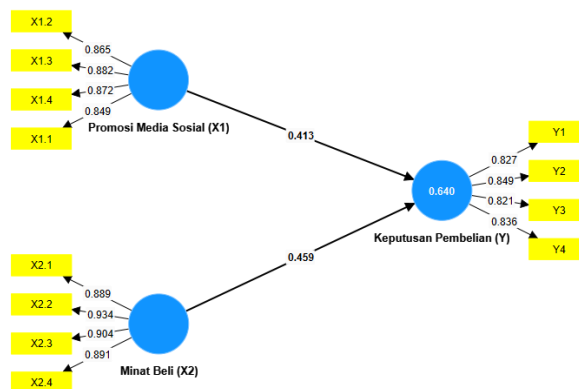 X1.2
0.865
X1.3
0.882
X1.4
0.872
X1.1
0.849
Promosi Media Sosial (X1)
0.413
Y1
0.827
Y2
0.849
0.640
Y3
0.821
Y4
0.836
Keputusan Pembelian (Y)
0.459
X2.1
0.889
X2.2
0.934
X2.3
0.904
X2.4
0.891
Minat Beli (X2)